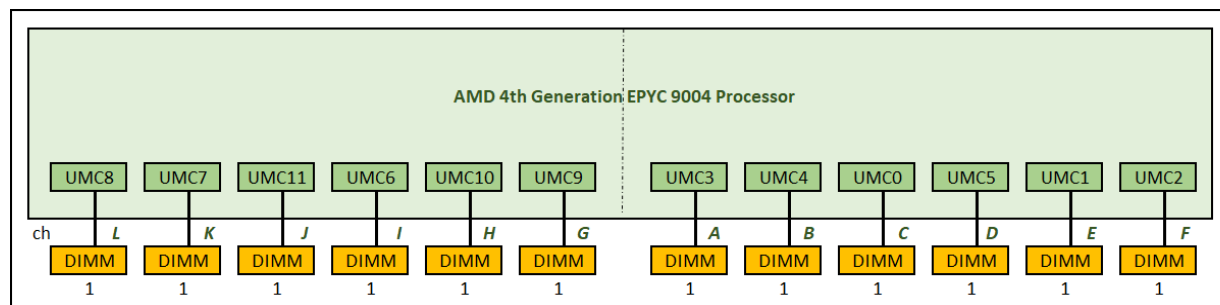 AMD 4th Generation EPYC 9004 Processor
UMC8 UMC7 UMC11 UMC6 UMC10 UMC9 UMC3 UMC4 UMC0 UMC5 UMC1 UMC2
ch L K J I H G A B C D E F
DIMM DIMM DIMM DIMM DIMM DIMM DIMM DIMM DIMM DIMM DIMM DIMM
1 1 1 1 1 1 1 1 1 1 1 1